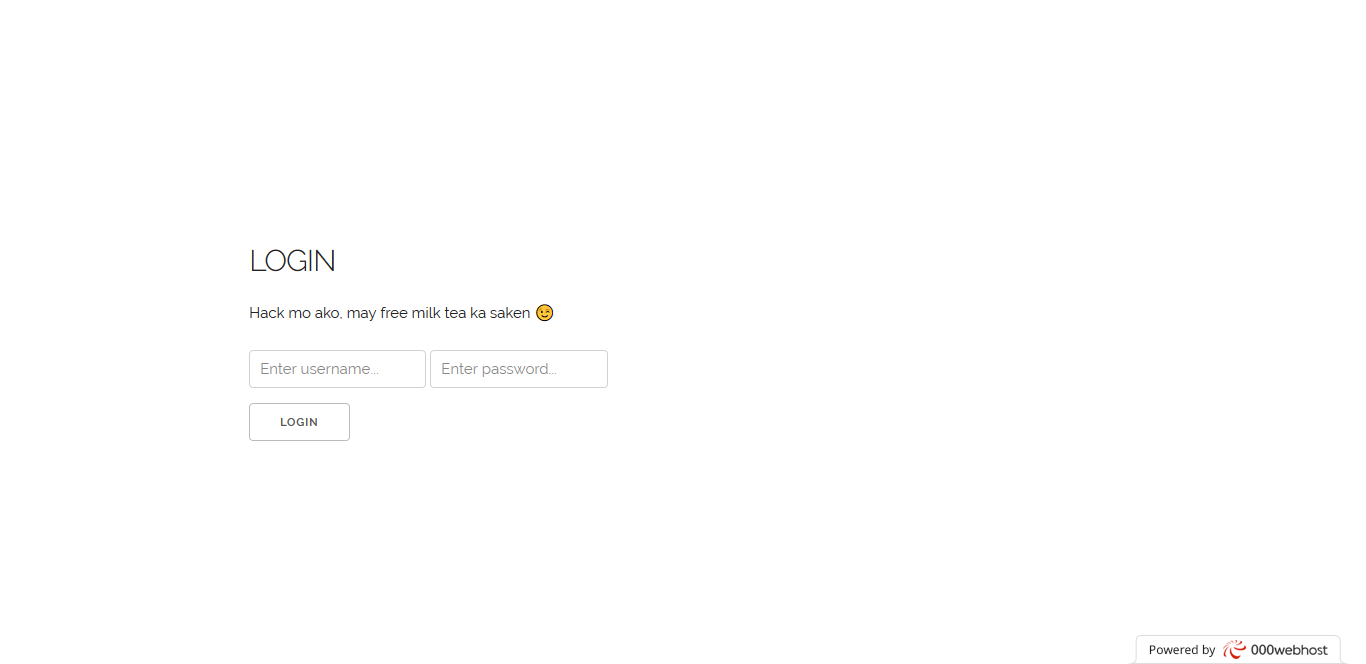 LOGIN
Hack mo ako, may free milk tea ka saken 😉
Enter username... Enter password...
LOGIN
Powered by 000webhost